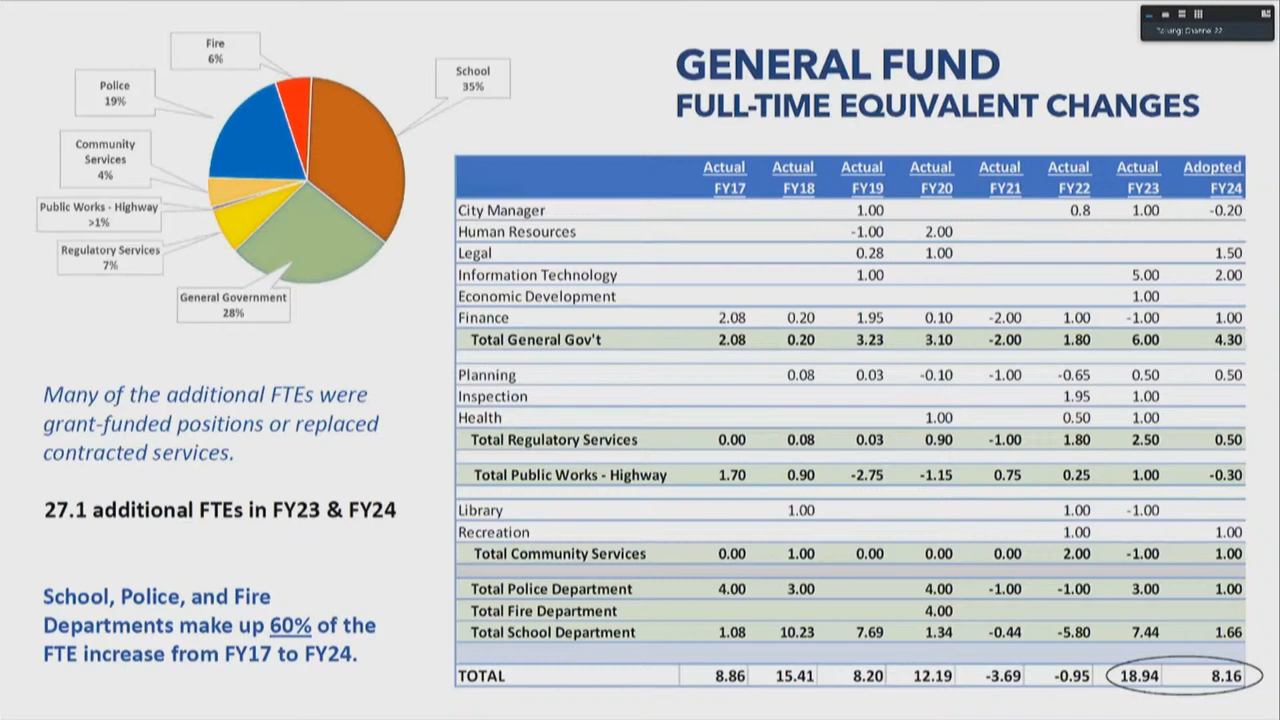 GENERAL FUND
FULL-TIME EQUIVALENT CHANGES
Fire
6%
School
35%
Police
19%
Community
Services
4%
Public Works - Highway
>1%
Regulatory Services
7%
General Government
28%
Many of the additional FTEs were
grant-funded positions or replaced
contracted services.
27.1 additional FTEs in FY23 & FY24
School, Police, and Fire
Departments make up 60% of the
FTE increase from FY17 to FY24.
Actual Actual Actual Actual Actual Actual Actual Adopted
FY17 FY18 FY19 FY20 FY21 FY22 FY23 FY24
City Manager 1.00 0.8 1.00 -0.20
Human Resources -1.00 2.00
Legal 0.28 1.00 1.50
Information Technology 1.00 5.00 2.00
Economic Development 1.00
Finance 2.08 0.20 1.95 0.10 -2.00 1.00 -1.00 1.00
Total General Gov't 2.08 0.20 3.23 3.10 -2.00 1.80 6.00 4.30
Planning 0.08 0.03 -0.10 -1.00 -0.65 0.50 0.50
Inspection 1.95 1.00
Health 1.00 0.50 1.00
Total Regulatory Services 0.00 0.08 0.03 0.90 -1.00 1.80 2.50 0.50
Total Public Works - Highway 1.70 0.90 -2.75 -1.15 0.75 0.25 1.00 -0.30
Library 1.00 1.00 -1.00
Recreation 1.00 1.00
Total Community Services 0.00 1.00 0.00 0.00 0.00 2.00 -1.00 1.00
Total Police Department 4.00 3.00 4.00 -1.00 -1.00 3.00 1.00
Total Fire Department 4.00
Total School Department 1.08 10.23 7.69 1.34 -0.44 -5.80 7.44 1.66
TOTAL 8.86 15.41 8.20 12.19 -3.69 -0.95 18.94 8.16